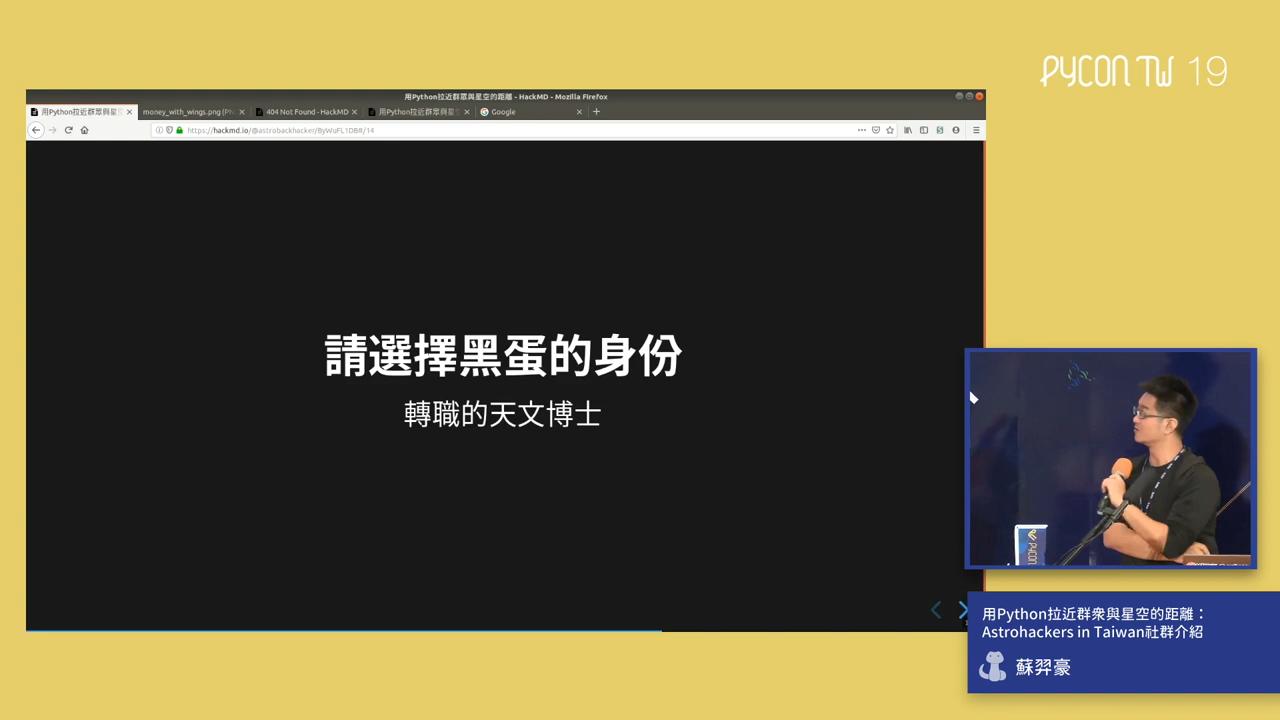 PYCON TW 19
用Python拉近群眾與星空的距離 - HackMD - Mozilla Firefox
用Python拉近群眾與星
money_with_wings.png (PN
404 Not Found - HackMD
用Python拉近群眾與星
Google
https://hackmd.io/@astrobackhacker/ByWuFL1DB#/14
請選擇黑蛋的身份
轉職的天文博士
PYCON
用Python拉近群眾與星空的距離：
Astrohackers in Taiwan社群介紹
蘇羿豪